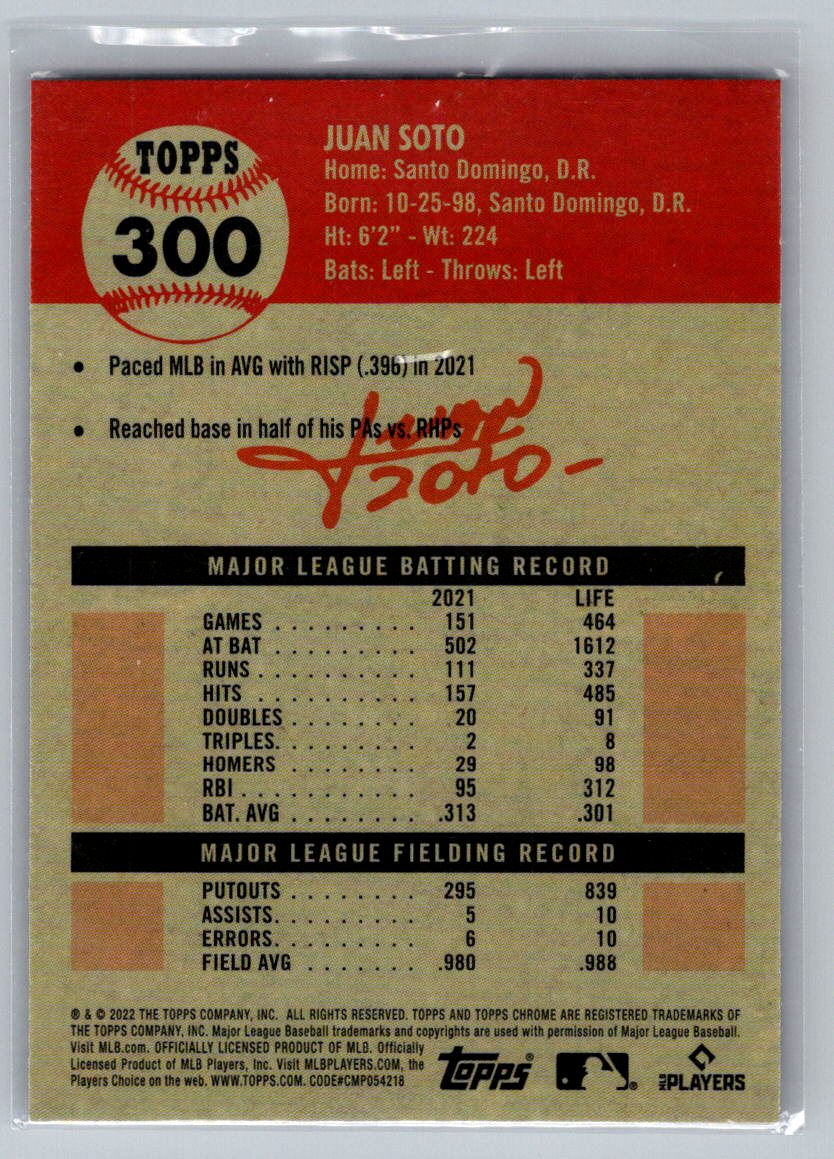 TOPPS
300
JUAN SOTO
Home: Santo Domingo, D.R.
Born: 10-25-98, Santo Domingo, D.R.
Ht: 6'2" - Wt: 224
Bats: Left - Throws: Left
• Paced MLB in AVG with RISP (.396) in 2021
• Reached base in half of his PAs vs. RHPs
Juan
Soto
MAJOR LEAGUE BATTING RECORD
2021 LIFE
GAMES . . . . . . . . . 151 464
AT BAT . . . . . . . . . 502 1612
RUNS . . . . . . . . . . 111 337
HITS . . . . . . . . . . 157 485
DOUBLES . . . . . . . . 20 91
TRIPLES. . . . . . . . . 2 8
HOMERS . . . . . . . . 29 98
RBI . . . . . . . . . . . 95 312
BAT. AVG . . . . . . . . .313 .301
MAJOR LEAGUE FIELDING RECORD
PUTOUTS . . . . . . . . 295 839
ASSISTS. . . . . . . . . 5 10
ERRORS. . . . . . . . . 6 10
FIELD AVG . . . . . . . .980 .988
® & © 2022 THE TOPPS COMPANY, INC. ALL RIGHTS RESERVED. TOPPS AND TOPPS CHROME ARE REGISTERED TRADEMARKS OF
THE TOPPS COMPANY, INC. Major League Baseball trademarks and copyrights are used with permission of Major League Baseball.
Visit MLB.com. OFFICIALLY LICENSED PRODUCT OF MLB. Officially
Licensed Product of MLB Players, Inc. Visit MLBPLAYERS.COM, the
Players Choice on the web. WWW.TOPPS.COM. CODE#CMP054218
topps®
®
MLB PLAYERS